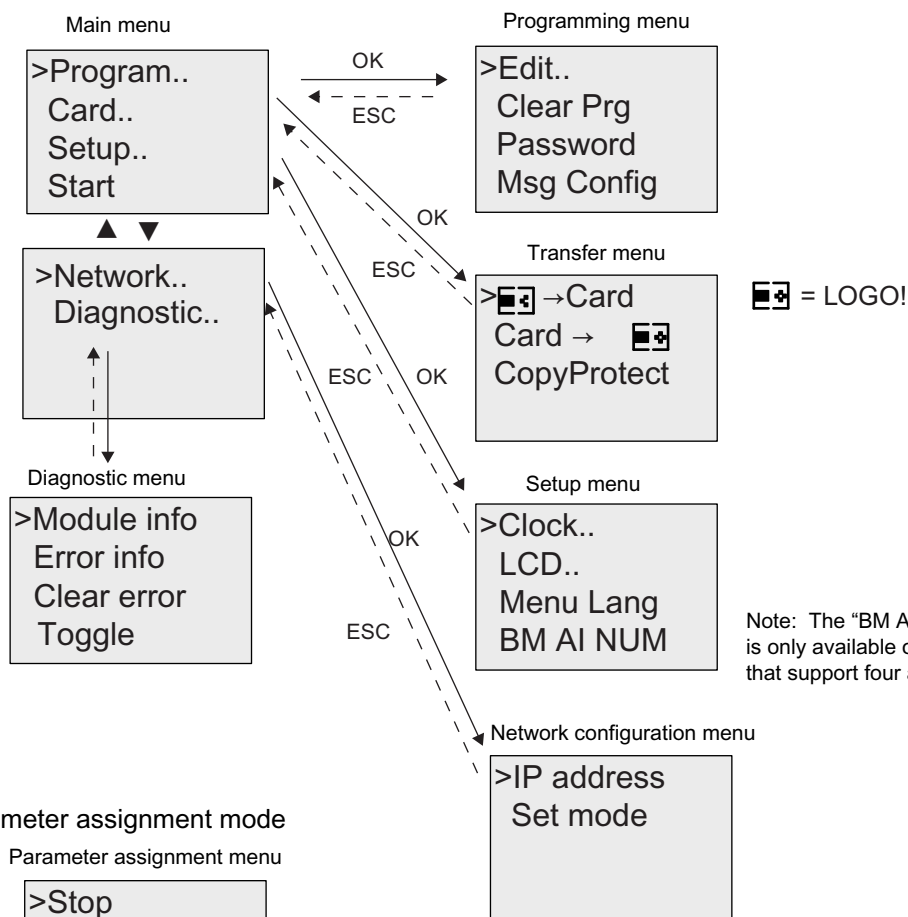 Main menu
>Program..
Card..
Setup..
Start
▲ ▼
>Network..
Diagnostic..
Diagnostic menu
>Module info
Error info
Clear error
Toggle
OK
ESC
Programming menu
>Edit..
Clear Prg
Password
Msg Config
OK
ESC
Transfer menu
> →Card
Card →
CopyProtect
= LOGO!
ESC
OK
Setup menu
>Clock..
LCD..
Menu Lang
BM AI NUM
Note: The “BM A
is only available
that support four
OK
ESC
Network configuration menu
>IP address
Set mode
meter assignment mode
Parameter assignment menu
>Stop